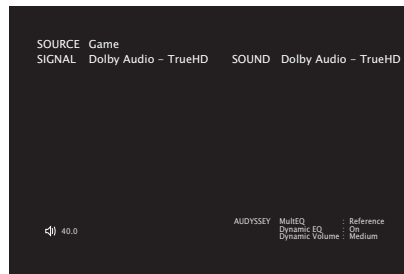 SOURCE Game
SIGNAL Dolby Audio – TrueHD SOUND Dolby Audio – TrueHD
AUDYSSEY MultEQ : Reference
Dynamic EQ : On
Dynamic Volume : Medium
40.0